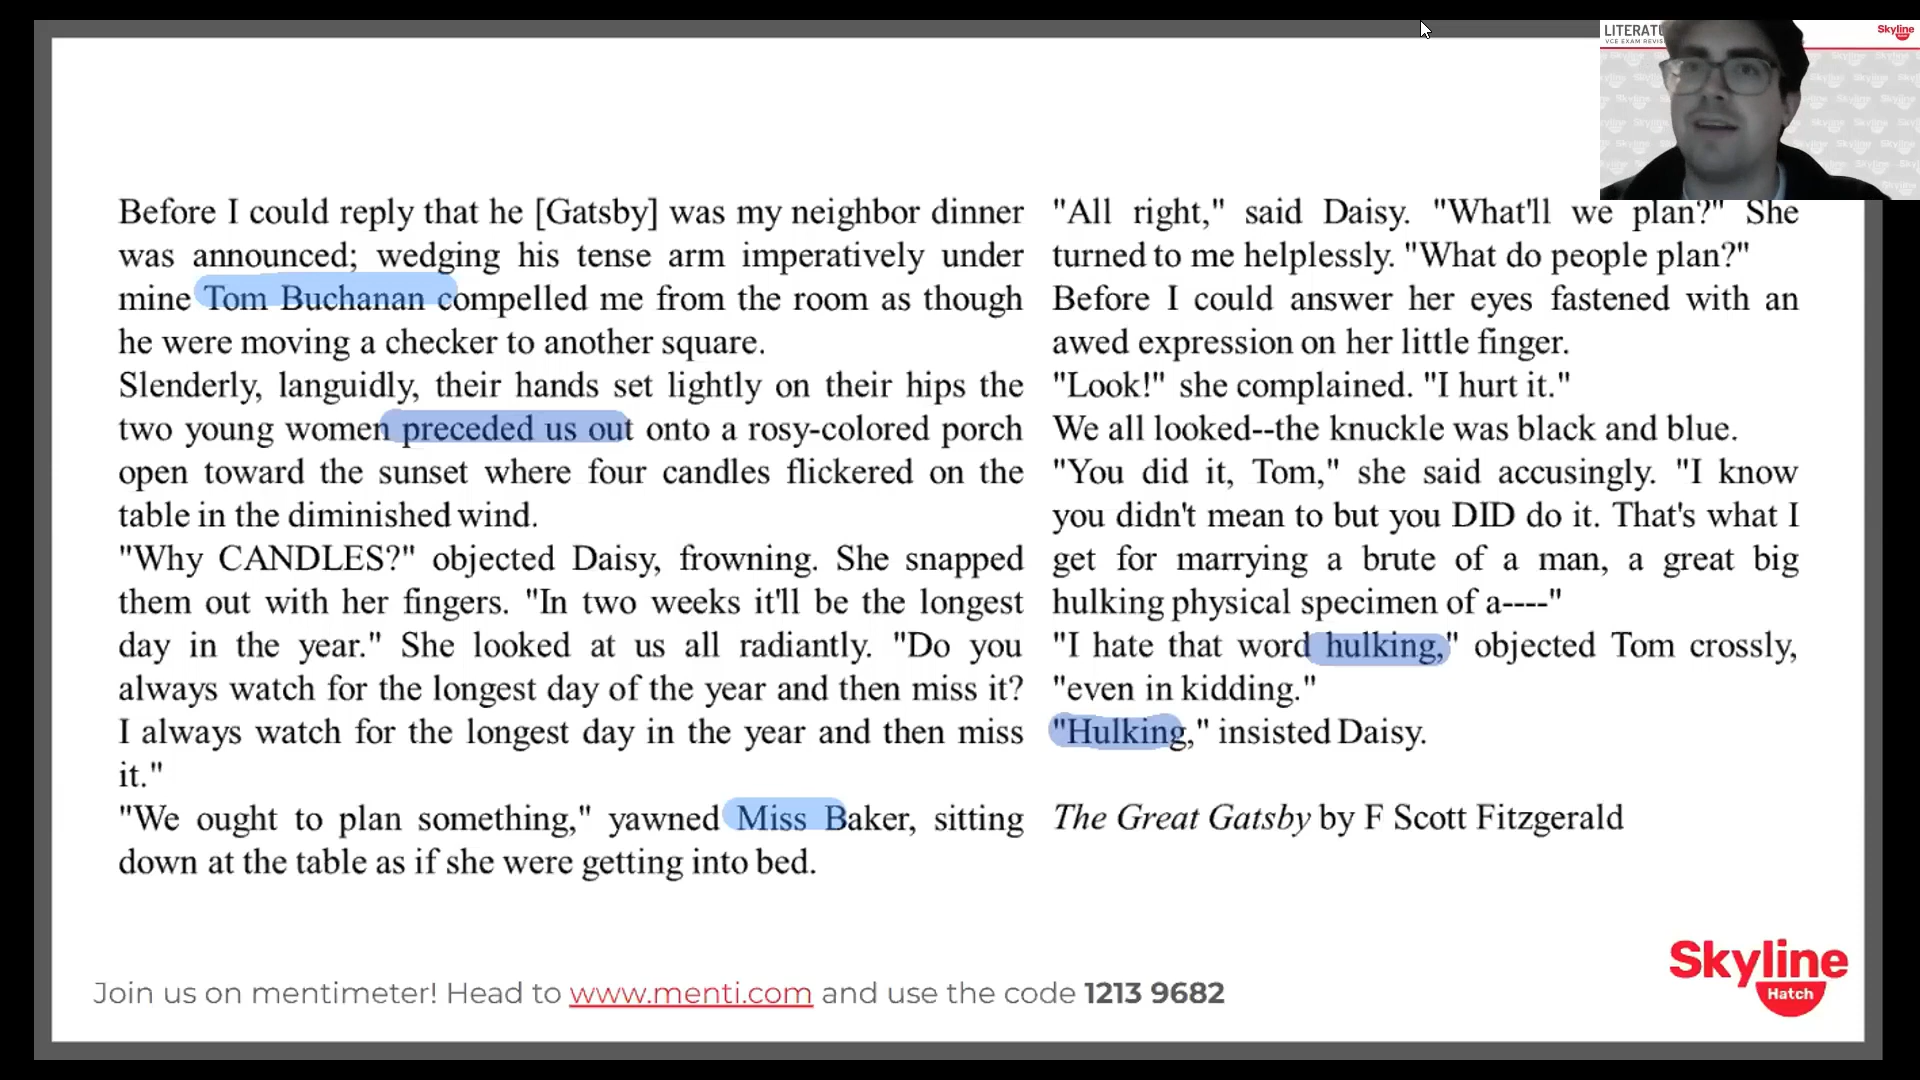 LITERATU
VCE EXAM REVIS
Skyline
Before I could reply that he [Gatsby] was my neighbor dinner
was announced; wedging his tense arm imperatively under
mine Tom Buchanan compelled me from the room as though
he were moving a checker to another square.
Slenderly, languidly, their hands set lightly on their hips the
two young women preceded us out onto a rosy-colored porch
open toward the sunset where four candles flickered on the
table in the diminished wind.
"Why CANDLES?" objected Daisy, frowning. She snapped
them out with her fingers. "In two weeks it'll be the longest
day in the year." She looked at us all radiantly. "Do you
always watch for the longest day of the year and then miss it?
I always watch for the longest day in the year and then miss
it."
"We ought to plan something," yawned Miss Baker, sitting
down at the table as if she were getting into bed.
"All right," said Daisy. "What'll we plan?" She
turned to me helplessly. "What do people plan?"
Before I could answer her eyes fastened with an
awed expression on her little finger.
"Look!" she complained. "I hurt it."
We all looked--the knuckle was black and blue.
"You did it, Tom," she said accusingly. "I know
you didn't mean to but you DID do it. That's what I
get for marrying a brute of a man, a great big
hulking physical specimen of a----"
"I hate that word hulking," objected Tom crossly,
"even in kidding."
"Hulking," insisted Daisy.
The Great Gatsby by F Scott Fitzgerald
Join us on mentimeter! Head to www.menti.com and use the code 1213 9682
Skyline
Hatch